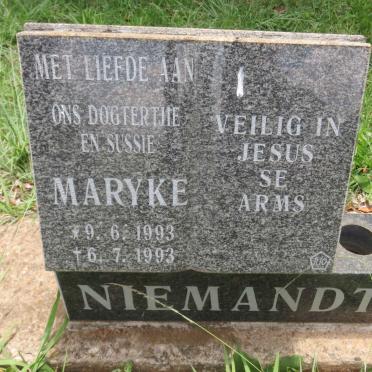 MET LIEFDE AAN
ONS DOGTERTJIE
EN SUSSIE
MARYKE
* 9. 6. 1993
† 6. 7. 1993
VEILIG IN
JESUS
SE
ARMS
NIEMANDT